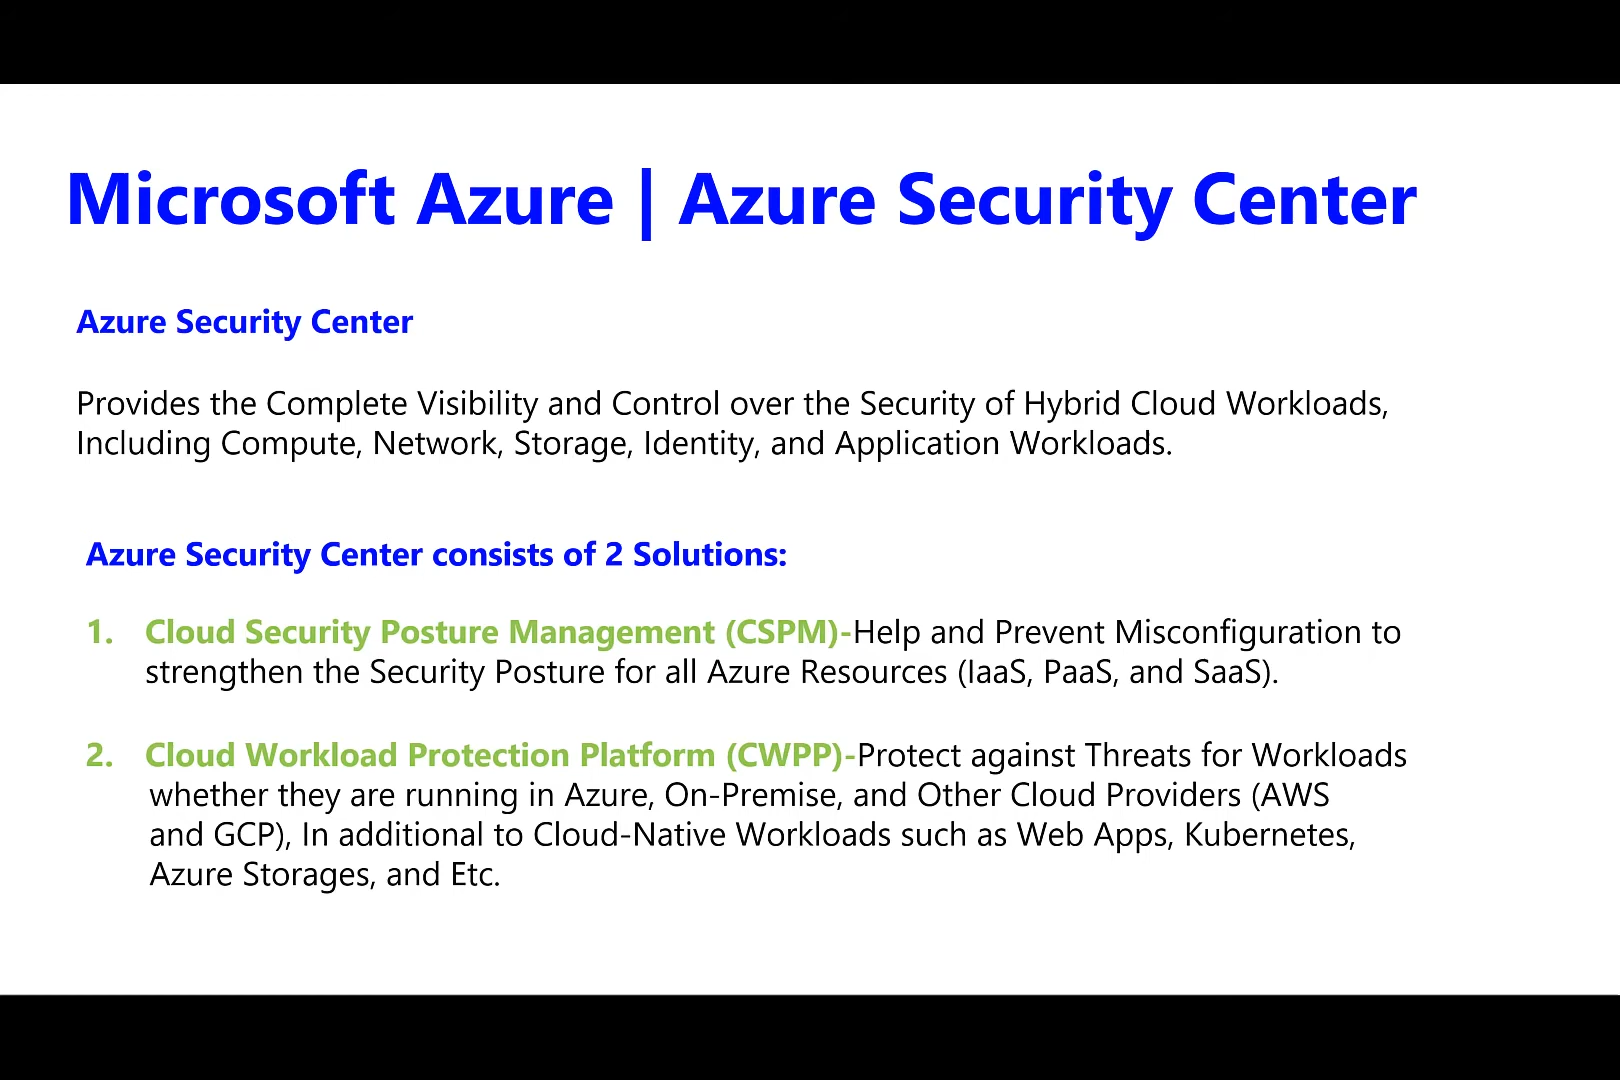 Microsoft Azure | Azure Security Center
Azure Security Center
Provides the Complete Visibility and Control over the Security of Hybrid Cloud Workloads,
Including Compute, Network, Storage, Identity, and Application Workloads.
Azure Security Center consists of 2 Solutions:
1. Cloud Security Posture Management (CSPM)-Help and Prevent Misconfiguration to
strengthen the Security Posture for all Azure Resources (IaaS, PaaS, and SaaS).
2. Cloud Workload Protection Platform (CWPP)-Protect against Threats for Workloads
whether they are running in Azure, On-Premise, and Other Cloud Providers (AWS
and GCP), In additional to Cloud-Native Workloads such as Web Apps, Kubernetes,
Azure Storages, and Etc.